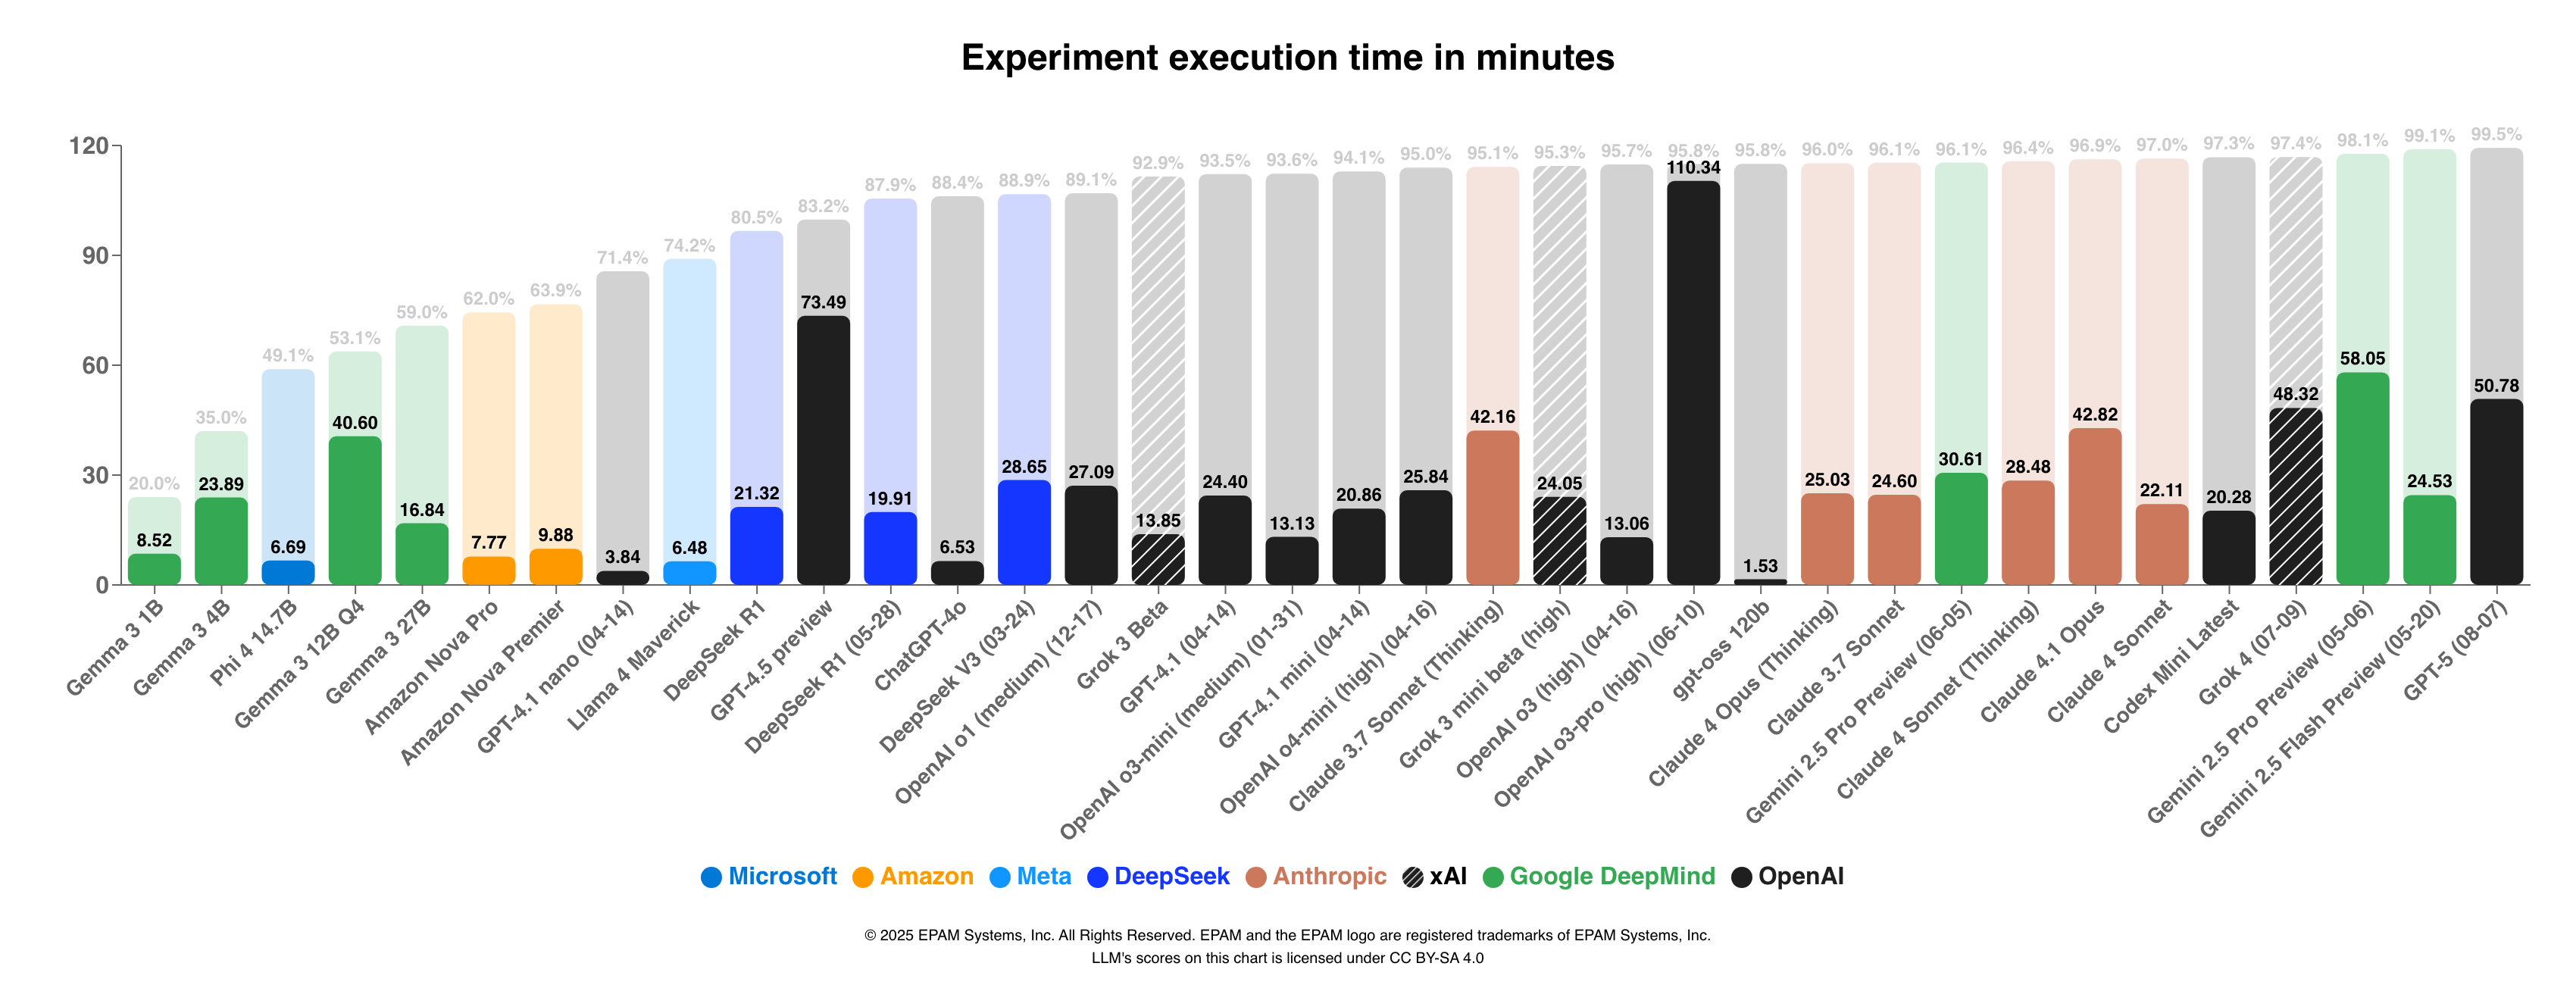 Experiment execution time in minutes
120
90
60
30
0
20.0%
35.0%
49.1%
53.1%
59.0%
62.0%
63.9%
71.4%
74.2%
80.5%
83.2%
87.9%
88.4%
88.9%
89.1%
92.9%
93.5%
93.6%
94.1%
95.0%
95.1%
95.3%
95.7%
95.8%
95.8%
96.0%
96.1%
96.1%
96.4%
96.9%
97.0%
97.3%
97.4%
98.1%
99.1%
99.5%
8.52
23.89
6.69
40.60
16.84
7.77
9.88
3.84
6.48
21.32
73.49
19.91
6.53
28.65
27.09
13.85
24.40
13.13
20.86
25.84
42.16
24.05
13.06
110.34
1.53
25.03
24.60
30.61
28.48
42.82
22.11
20.28
48.32
58.05
24.53
50.78
Gemma 3 1B
Gemma 3 4B
Phi 4 14.7B
Gemma 3 12B Q4
Gemma 3 27B
Amazon Nova Pro
Amazon Nova Premier
GPT-4.1 nano (04-14)
Llama 4 Maverick
DeepSeek R1
GPT-4.5 preview
DeepSeek R1 (05-28)
ChatGPT-4o
DeepSeek V3 (03-24)
OpenAI o1 (medium) (12-17)
Grok 3 Beta
GPT-4.1 (04-14)
OpenAI o3-mini (medium) (01-31)
GPT-4.1 mini (04-14)
OpenAI o4-mini (high) (04-16)
Claude 3.7 Sonnet (Thinking)
Grok 3 mini beta (high)
OpenAI o3 (high) (04-16)
OpenAI o3-pro (high) (06-10)
gpt-oss 120b
Claude 4 Opus (Thinking)
Claude 3.7 Sonnet
Gemini 2.5 Pro Preview (06-05)
Claude 4 Sonnet (Thinking)
Claude 4.1 Opus
Claude 4 Sonnet
Codex Mini Latest
Grok 4 (07-09)
Gemini 2.5 Pro Preview (05-06)
Gemini 2.5 Flash Preview (05-20)
GPT-5 (08-07)
Microsoft Amazon Meta DeepSeek Anthropic xAI Google DeepMind OpenAI
© 2025 EPAM Systems, Inc. All Rights Reserved. EPAM and the EPAM logo are registered trademarks of EPAM Systems, Inc.
LLM's scores on this chart is licensed under CC BY-SA 4.0